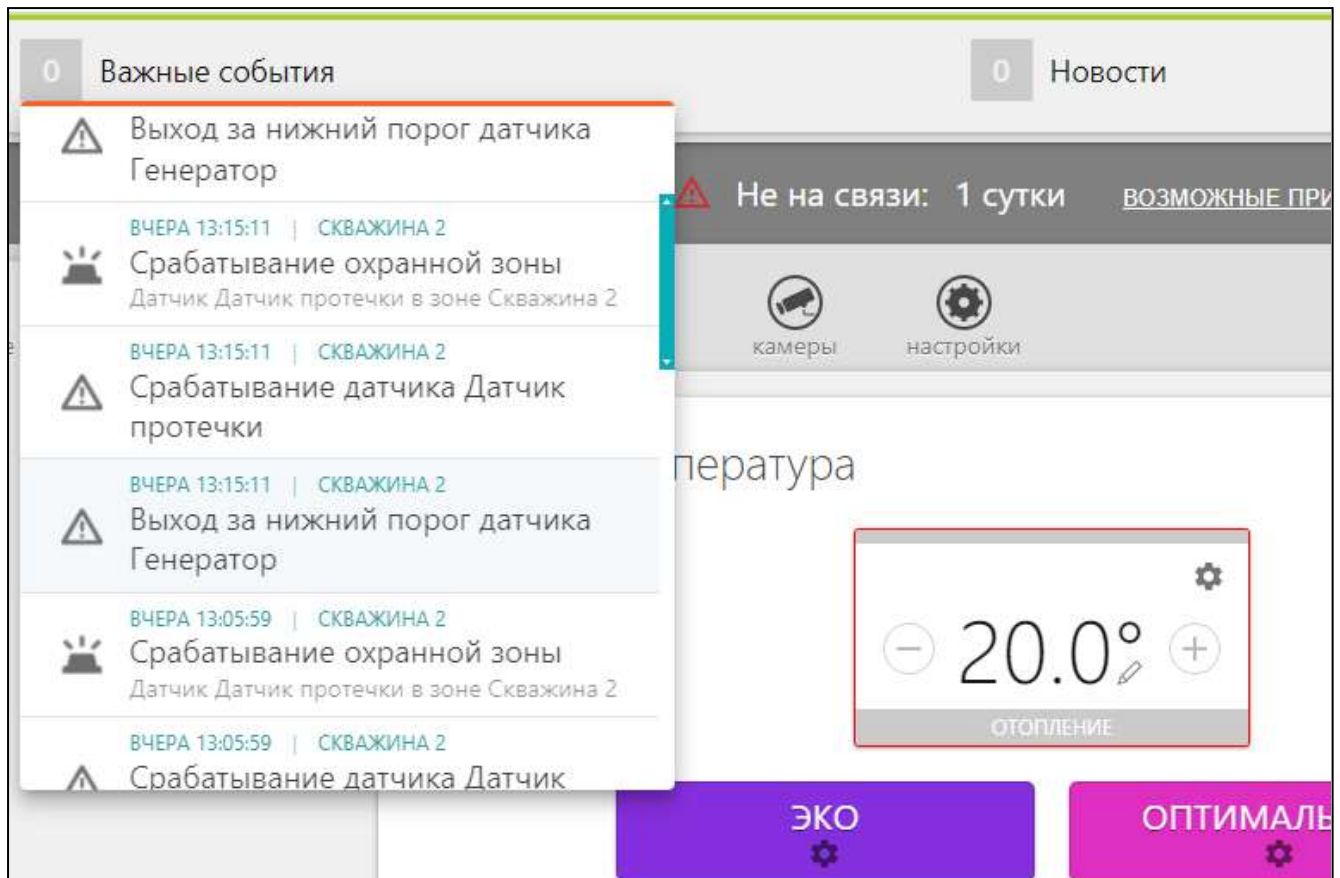 0 Важные события
0 Новости
Выход за нижний порог датчика
Генератор
ВЧЕРА 13:15:11 | СКВАЖИНА 2
Срабатывание охранной зоны
Датчик Датчик протечки в зоне Скважина 2
ВЧЕРА 13:15:11 | СКВАЖИНА 2
Срабатывание датчика Датчик
протечки
ВЧЕРА 13:15:11 | СКВАЖИНА 2
Выход за нижний порог датчика
Генератор
ВЧЕРА 13:05:59 | СКВАЖИНА 2
Срабатывание охранной зоны
Датчик Датчик протечки в зоне Скважина 2
ВЧЕРА 13:05:59 | СКВАЖИНА 2
Срабатывание датчика Датчик
Не на связи: 1 сутки ВОЗМОЖНЫЕ ПРИ
камеры настройки
пература
20.0°
ОТОПЛЕНИЕ
ЭКО
ОПТИМАЛЬ